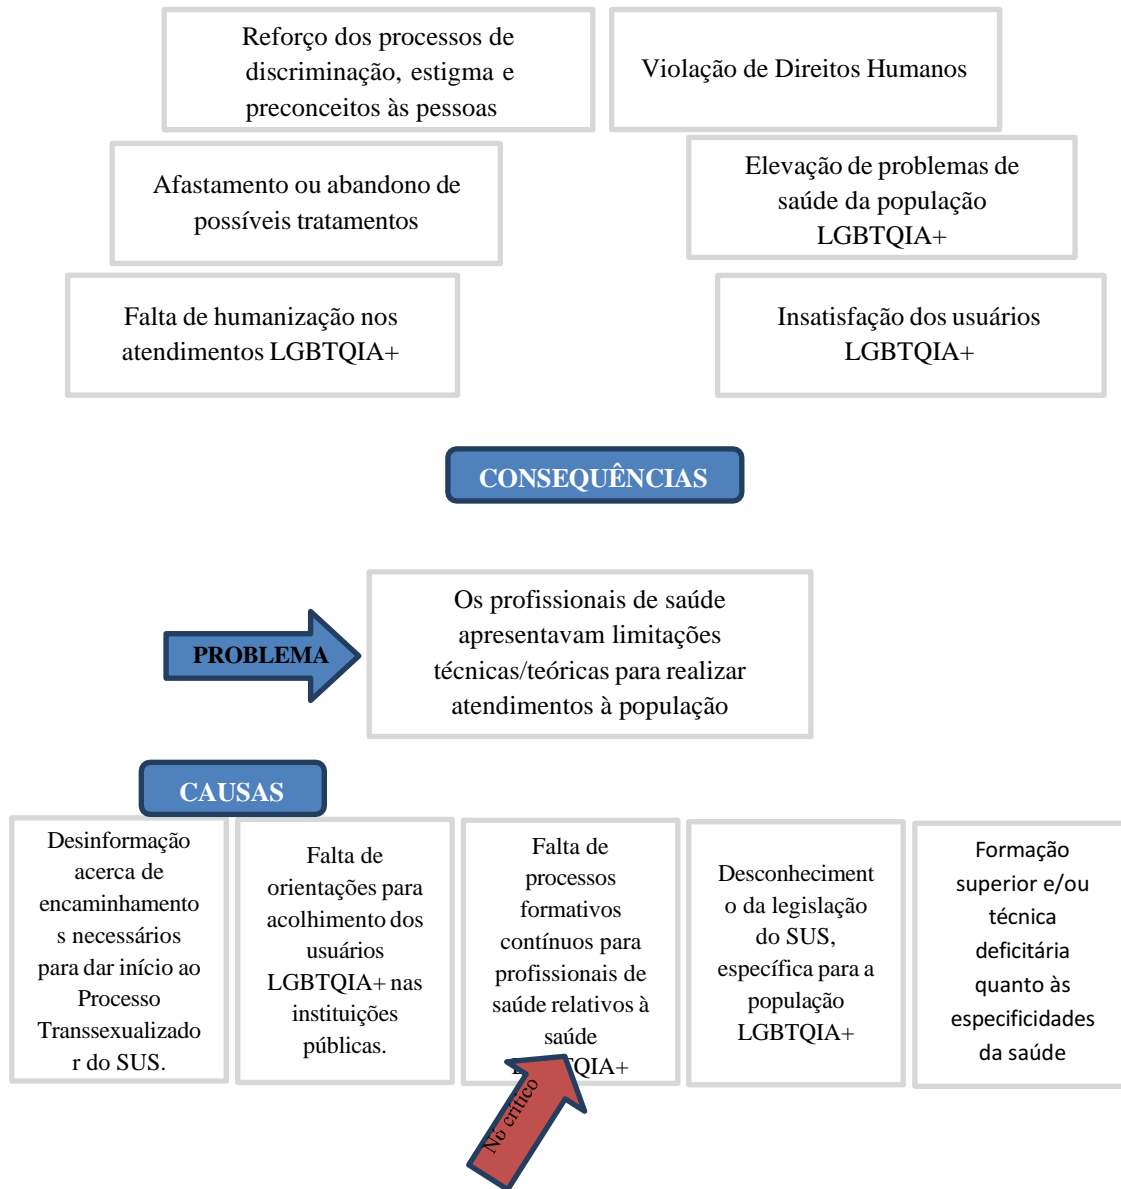 Reforço dos processos de
discriminação, estigma e
preconceitos às pessoas
Violação de Direitos Humanos
Afastamento ou abandono de
possíveis tratamentos
Elevação de problemas de
saúde da população
LGBTQIA+
Falta de humanização nos
atendimentos LGBTQIA+
Insatisfação dos usuários
LGBTQIA+
CONSEQUÊNCIAS
Os profissionais de saúde
apresentavam limitações
técnicas/teóricas para realizar
atendimentos à população
PROBLEMA
CAUSAS
Desinformação
acerca de
encaminhamento
s necessários
para dar início ao
Processo
Transsexualizado
r do SUS.
Falta de
orientações para
acolhimento dos
usuários
LGBTQIA+ nas
instituições
públicas.
Falta de
processos
formativos
contínuos para
profissionais de
saúde relativos à
saúde
LGBTQIA+
Desconheciment
o da legislação
do SUS,
específica para a
população
LGBTQIA+
Formação
superior e/ou
técnica
deficitária
quanto às
especificidades
da saúde
Nó crítico